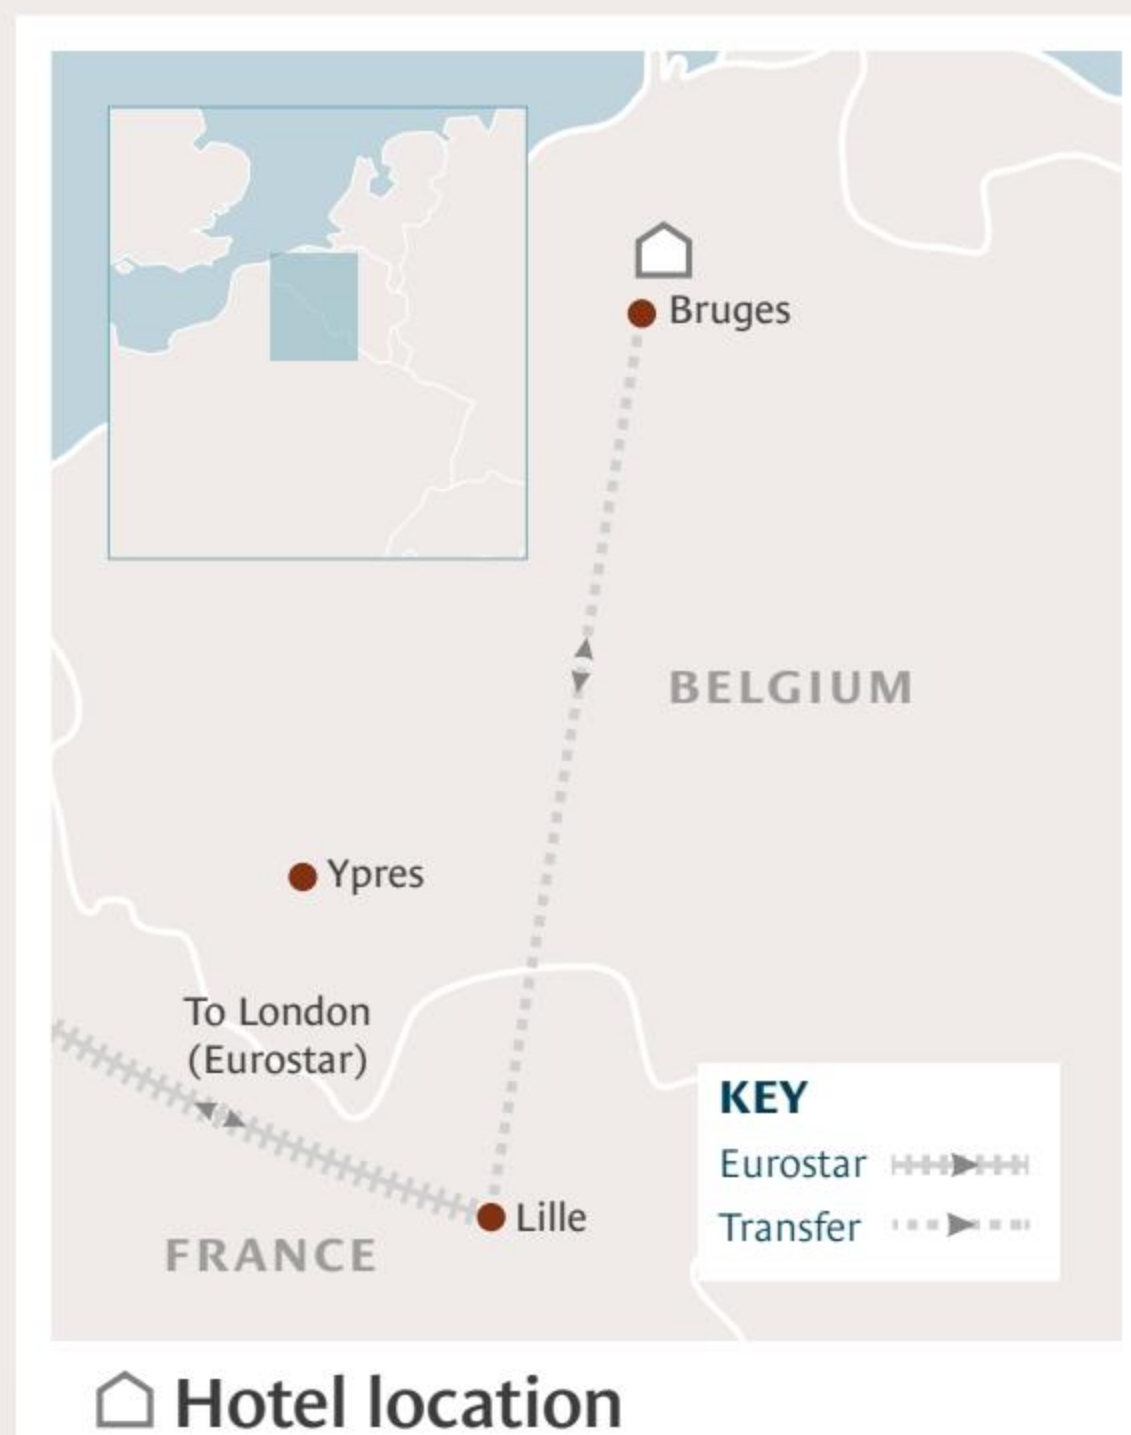 Bruges
BELGIUM
Ypres
To London
(Eurostar)
KEY
Eurostar
Transfer
Lille
FRANCE
Hotel location